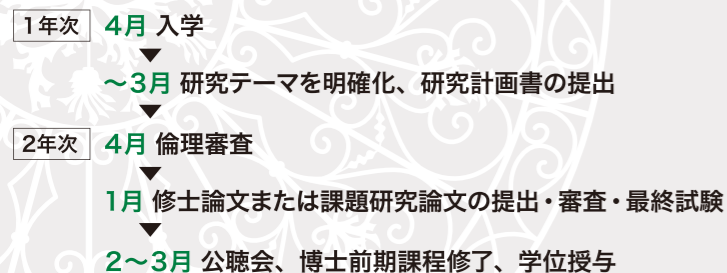 1年次 4月 入学
～3月 研究テーマを明確化、研究計画書の提出
2年次 4月 倫理審査
1月 修士論文または課題研究論文の提出・審査・最終試験
2～3月 公聴会、博士前期課程修了、学位授与